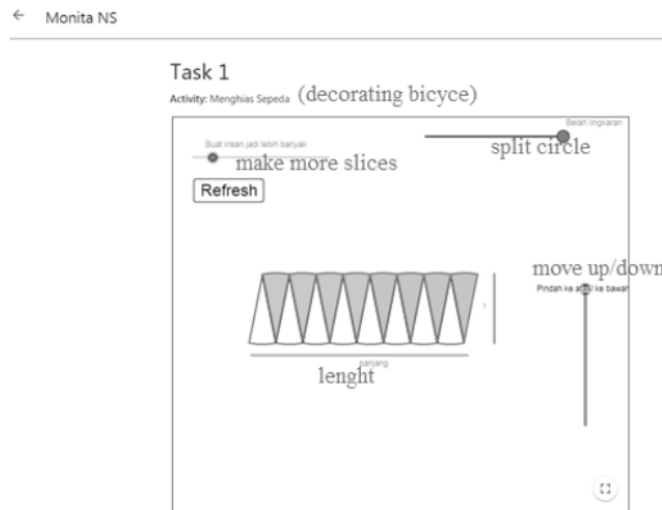 Monita NS
Task 1
Activity: Menghias Sepeda (decorating bicyce)
Belah lingkaran
split circle
Buat irisan jadi lebih banyak
make more slices
Refresh
move up/down
Pindah ke atas/ ke bawah
r
panjang
lenght